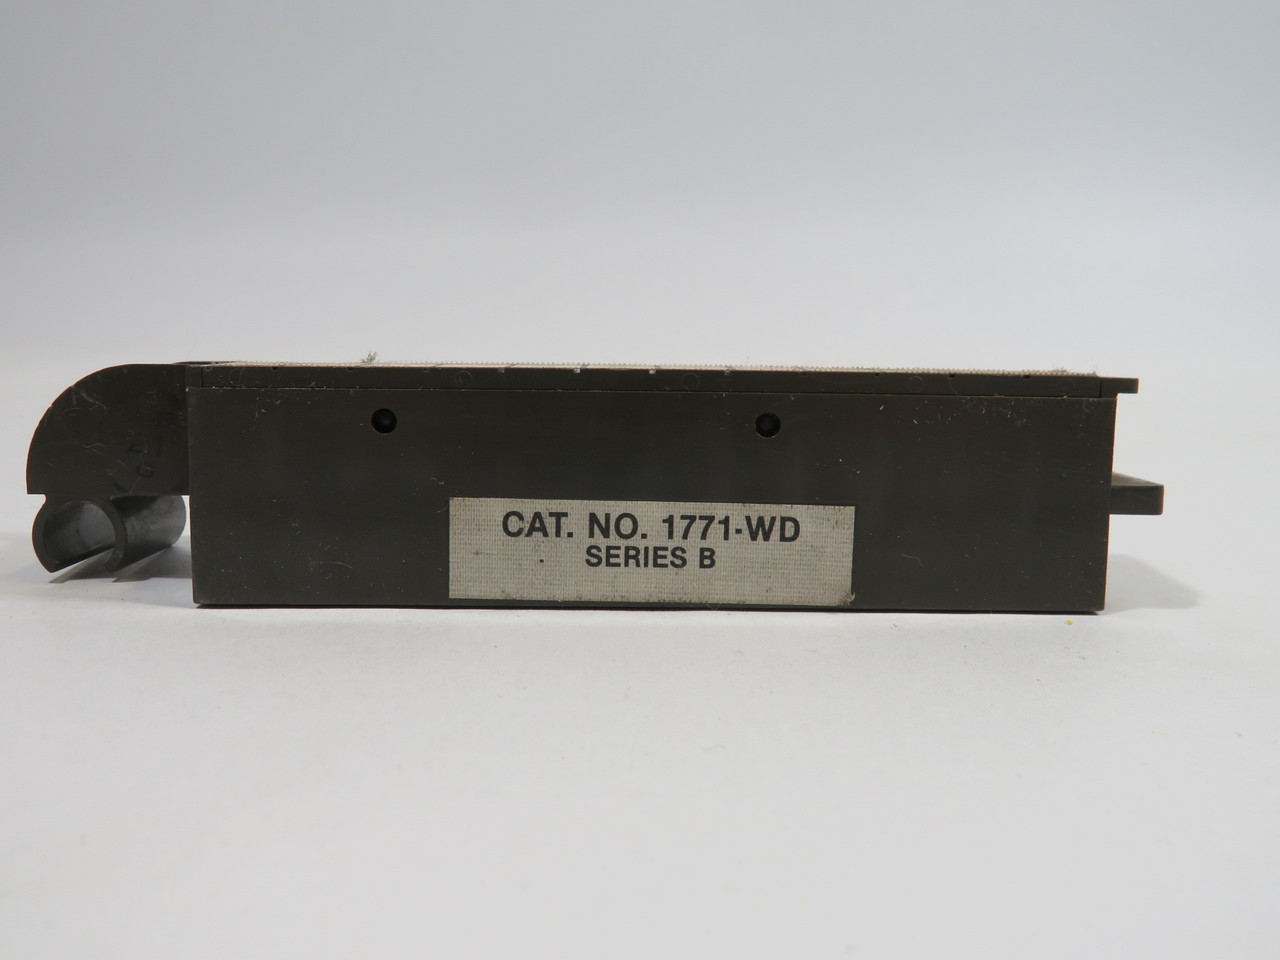 CAT. NO. 1771-WD
SERIES B